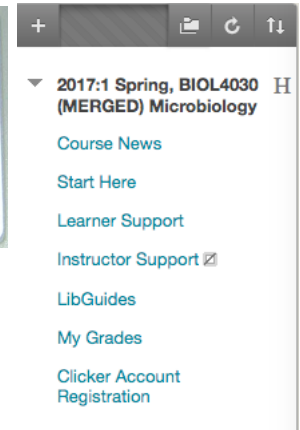 2017:1 Spring, BIOL4030 H
(MERGED) Microbiology
Course News
Start Here
Learner Support
Instructor Support
LibGuides
My Grades
Clicker Account
Registration